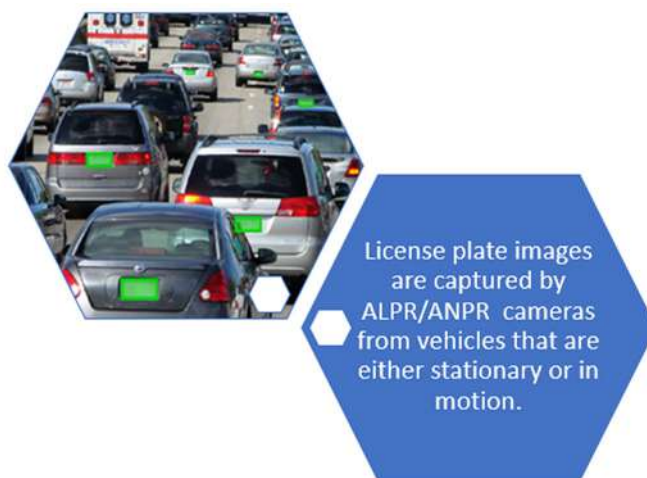 License plate images
are captured by
ALPR/ANPR cameras
from vehicles that are
either stationary or in
motion.